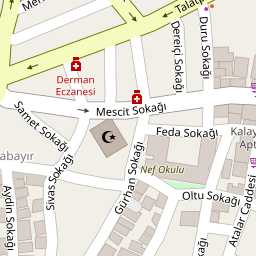 Dereiçi Sokağı
Duru Sokağı
Derman
Eczanesi
Mescit Sokağı
Samet Sokağı
Feda Sokağı
Sivas Sokağı
Nef Okulu
Gürhan Sokağı
Oltu Sokağı
Aydın Sokağı
Atalar Caddesi